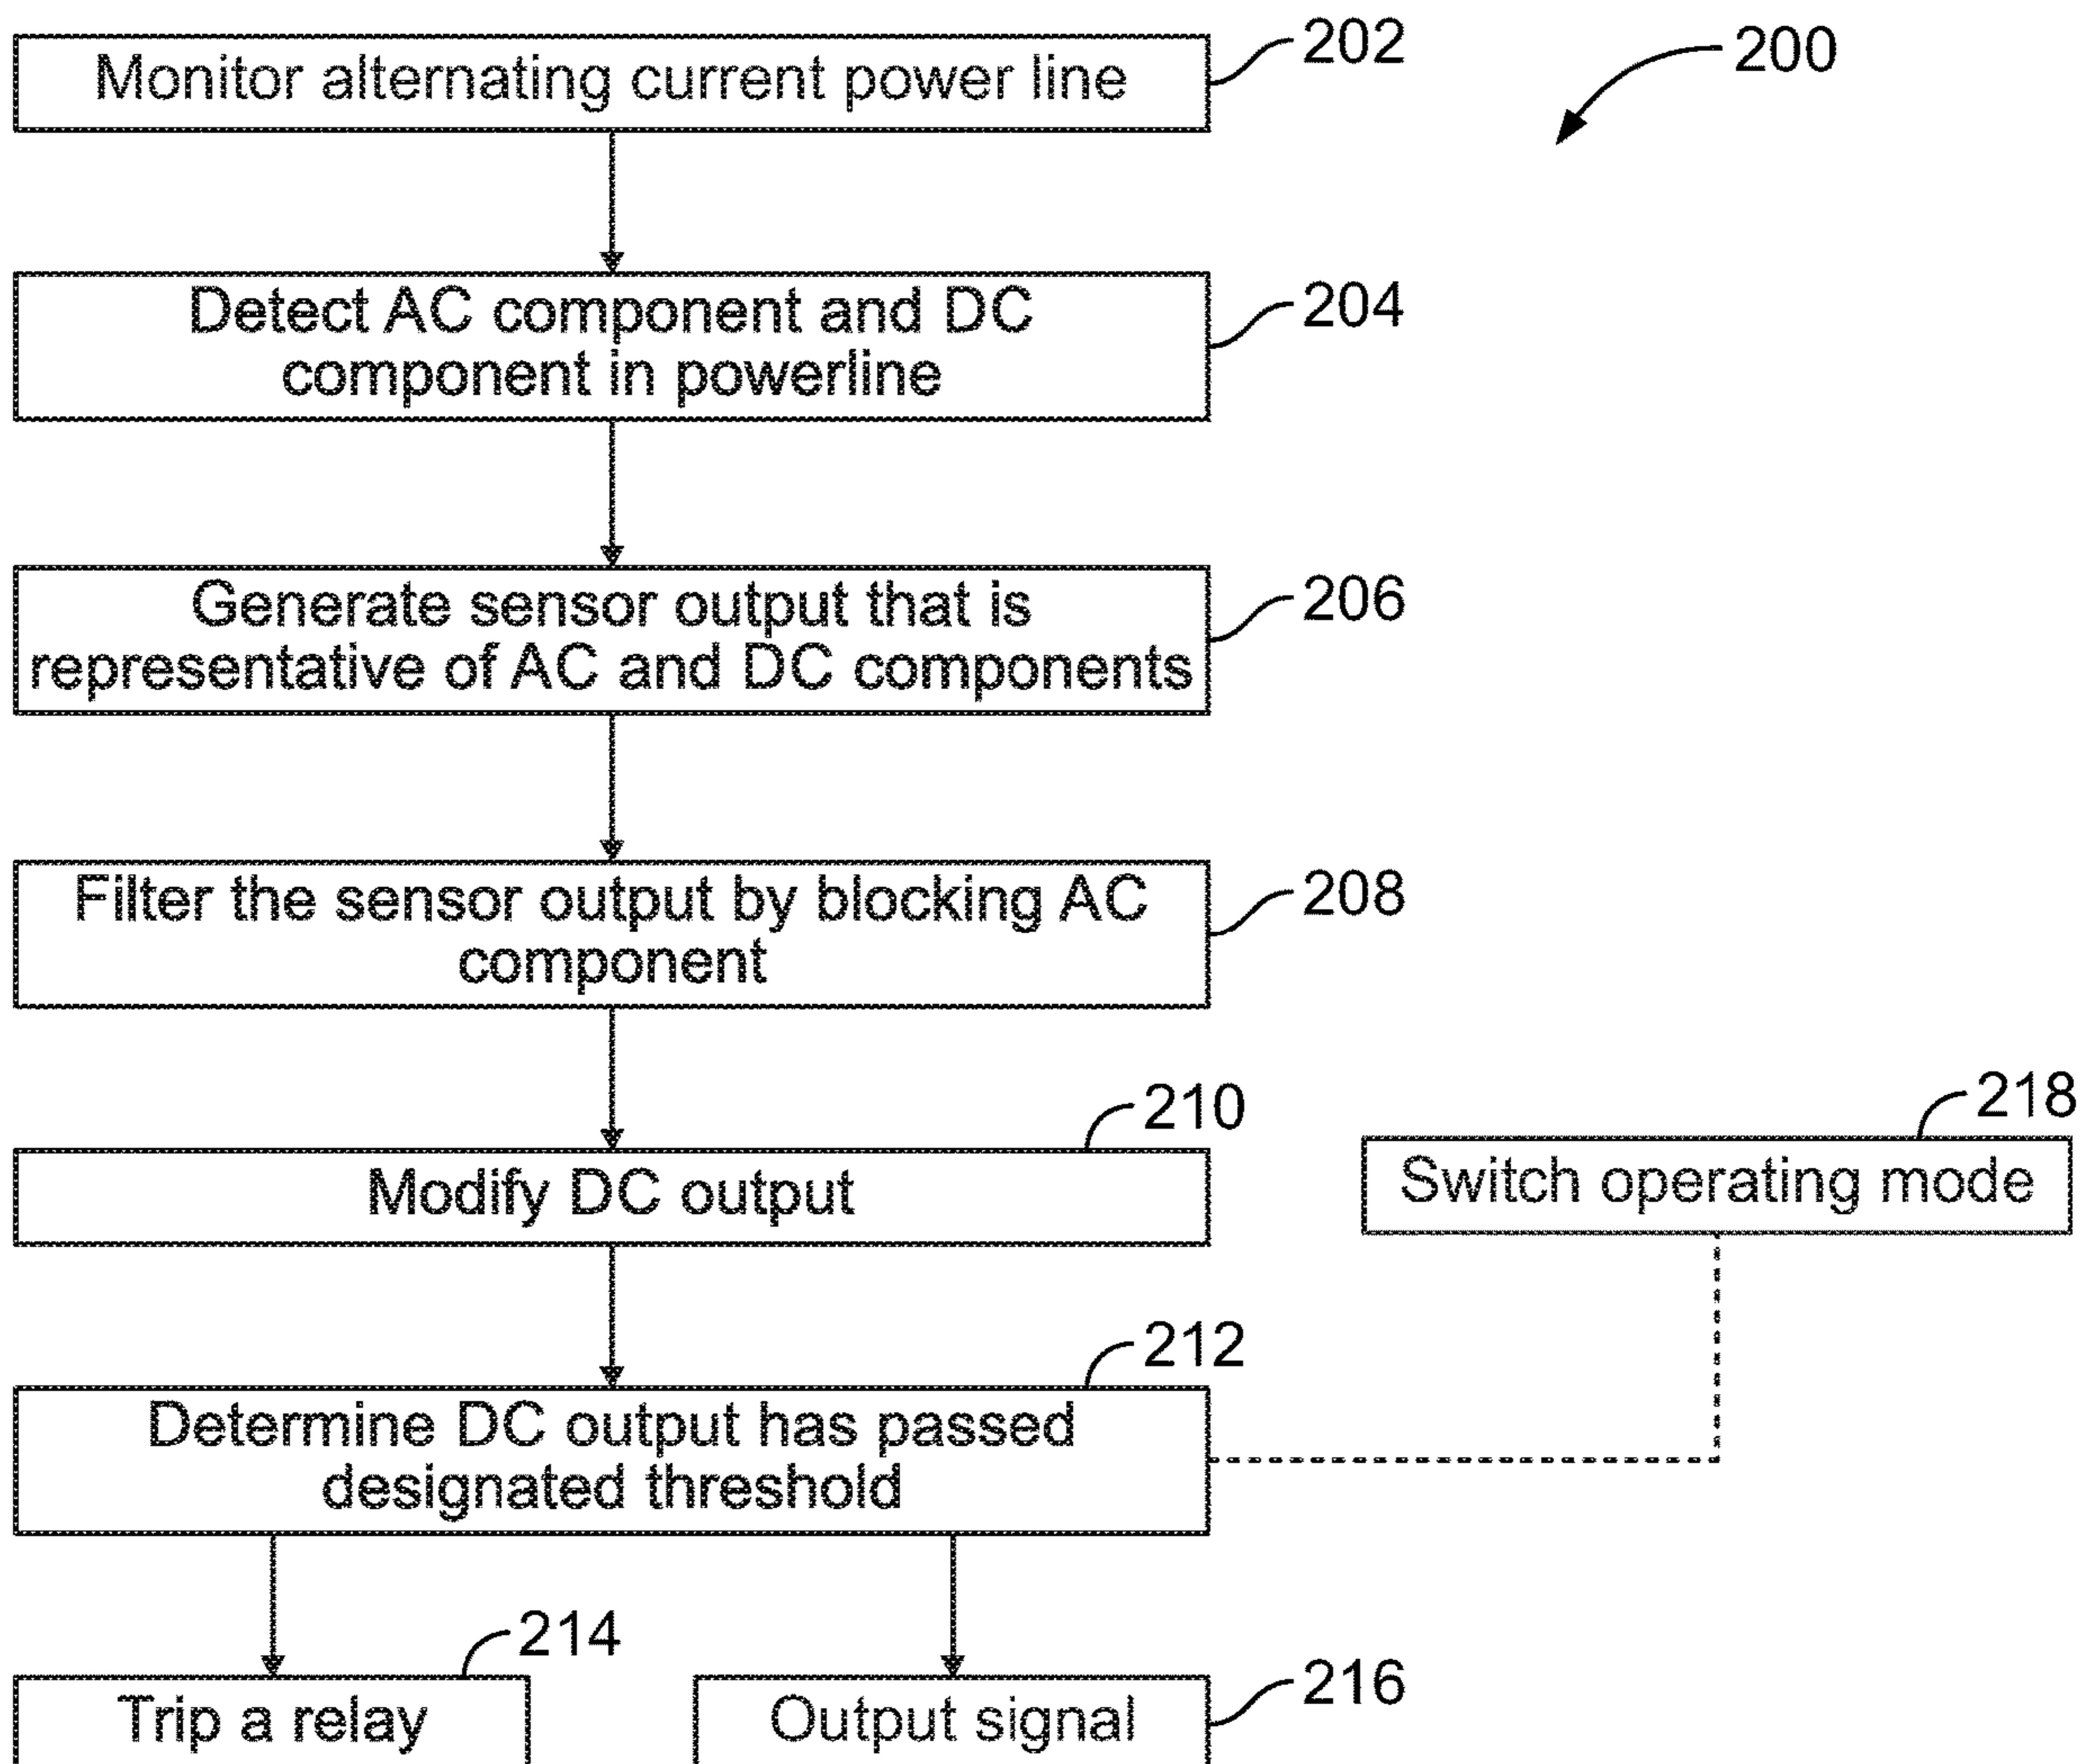 Monitor alternating current power line
202
200
Detect AC component and DC
component in powerline
204
Generate sensor output that is
representative of AC and DC components
206
Filter the sensor output by blocking AC
component
208
210
Modify DC output
218
Switch operating mode
212
Determine DC output has passed
designated threshold
214
Trip a relay
Output signal
216